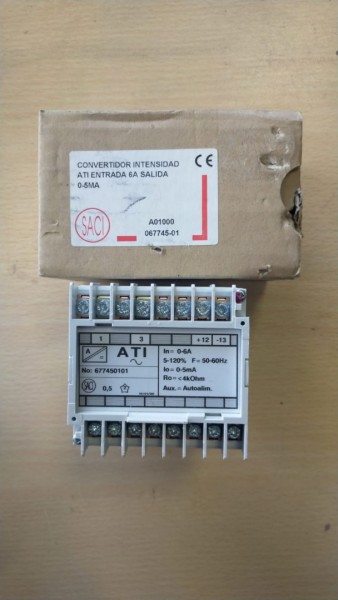 CONVERTIDOR INTENSIDAD
ATI ENTRADA 6A SALIDA
0-5MA
CE
SACI
A01000
067745-01
1 3 +12 -13
A
ATI
In = 0-6A
5-120% F= 50-60Hz
Io = 0-5mA
Ro = <4kOhm
Aux. = Autoalim.
No: 677450101
SACI 0,5